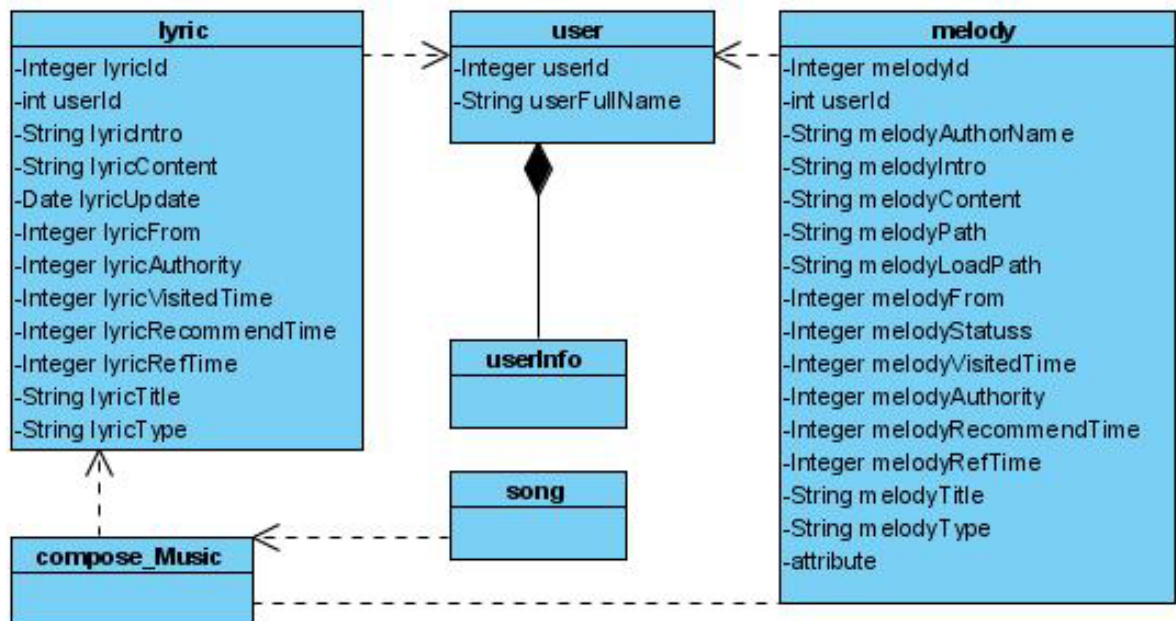 lyric
-Integer lyricId
-int userId
-String lyricIntro
-String lyricContent
-Date lyricUpdate
-Integer lyricFrom
-Integer lyricAuthority
-Integer lyricVisitedTime
-Integer lyricRecommendTime
-Integer lyricRefTime
-String lyricTitle
-String lyricType
user
-Integer userId
-String userFullName
melody
-Integer melodyId
-int userId
-String melodyAuthorName
-String melodyIntro
-String melodyContent
-String melodyPath
-String melodyLoadPath
-Integer melodyFrom
-Integer melodyStatuss
-Integer melodyVisitedTime
-Integer melodyAuthority
-Integer melodyRecommendTime
-Integer melodyRefTime
-String melodyTitle
-String melodyType
-attribute
userInfo
song
compose_Music